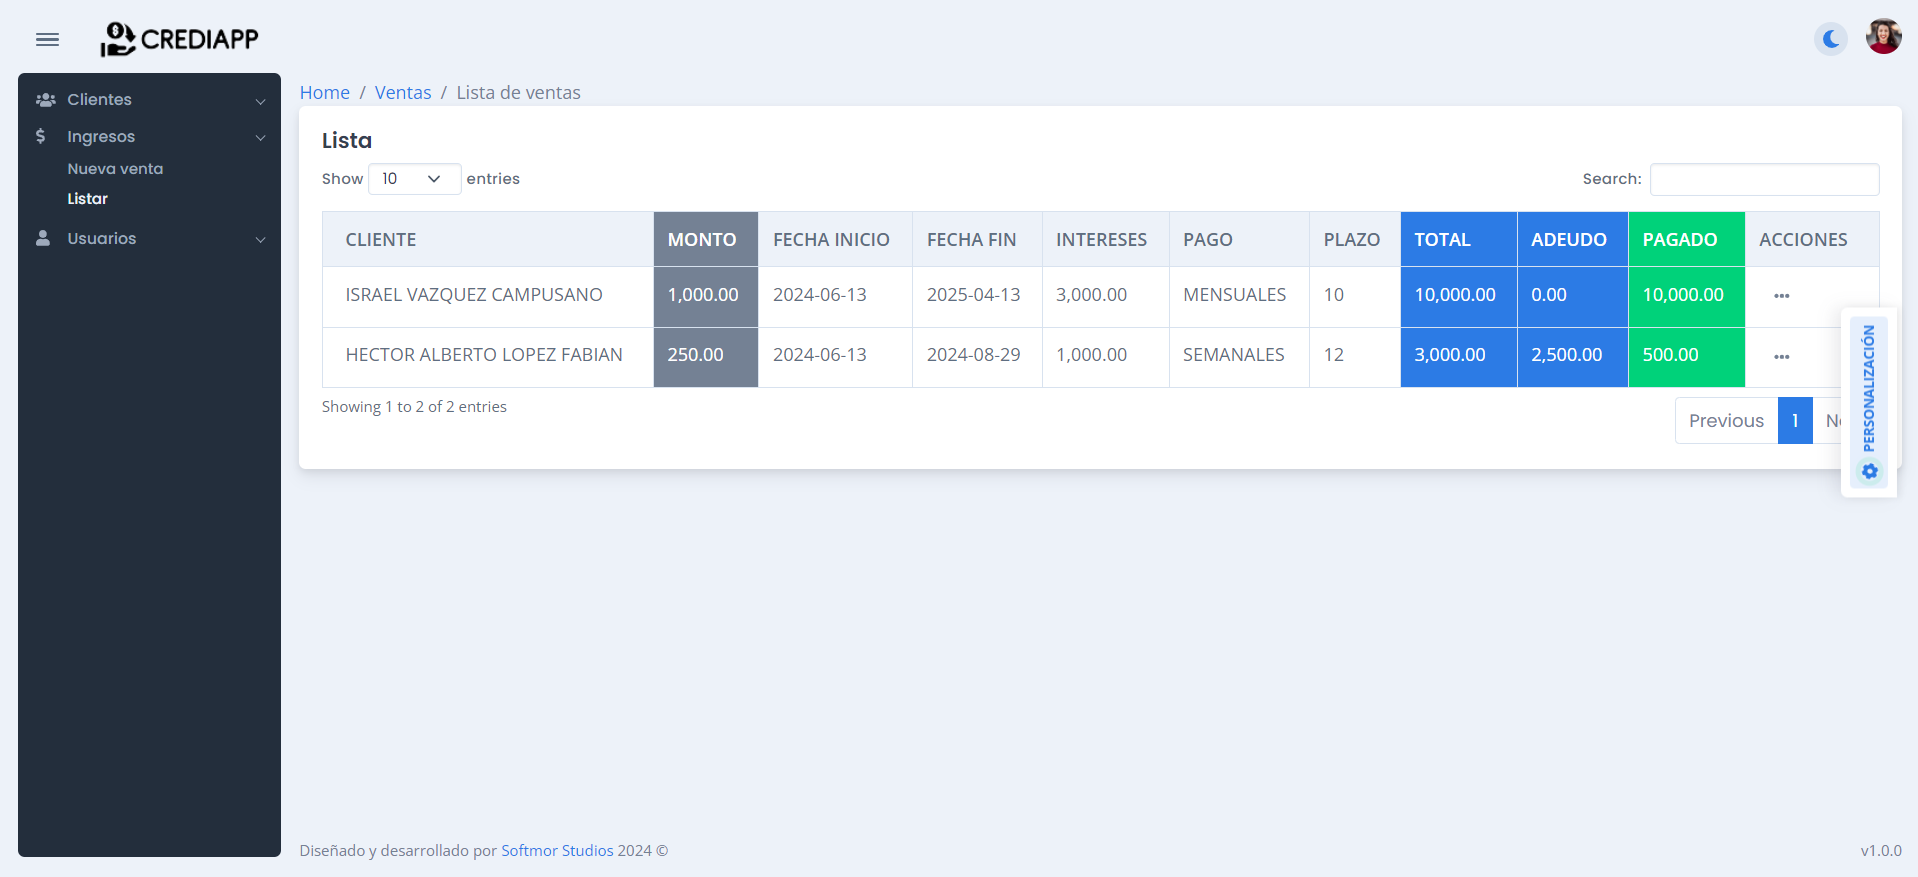 CREDIAPP
Clientes
Ingresos
Nueva venta
Listar
Usuarios
Home / Ventas / Lista de ventas
Lista
Show 10 entries
Search:
CLIENTE MONTO FECHA INICIO FECHA FIN INTERESES PAGO PLAZO TOTAL ADEUDO PAGADO ACCIONES
ISRAEL VAZQUEZ CAMPUSANO 1,000.00 2024-06-13 2025-04-13 3,000.00 MENSUALES 10 10,000.00 0.00 10,000.00
HECTOR ALBERTO LOPEZ FABIAN 250.00 2024-06-13 2024-08-29 1,000.00 SEMANALES 12 3,000.00 2,500.00 500.00
Showing 1 to 2 of 2 entries
Previous 1
PERSONALIZACIÓN
Diseñado y desarrollado por Softmor Studios 2024 ©
v1.0.0